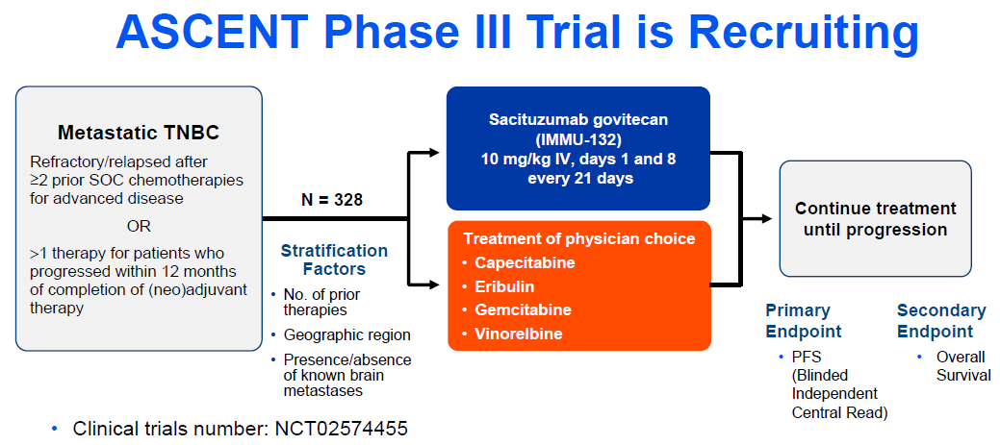 ASCENT Phase III Trial is Recruiting
Metastatic TNBC
Refractory/relapsed after
≥2 prior SOC chemotherapies
for advanced disease
OR
>1 therapy for patients who
progressed within 12 months
of completion of (neo)adjuvant
therapy
N = 328
Stratification
Factors
• No. of prior
therapies
• Geographic region
• Presence/absence
of known brain
metastases
Sacituzumab govitecan
(IMMU-132)
10 mg/kg IV, days 1 and 8
every 21 days
Treatment of physician choice
• Capecitabine
• Eribulin
• Gemcitabine
• Vinorelbine
Continue treatment
until progression
Primary
Endpoint
• PFS
(Blinded
Independent
Central Read)
Secondary
Endpoint
• Overall
Survival
• Clinical trials number: NCT02574455